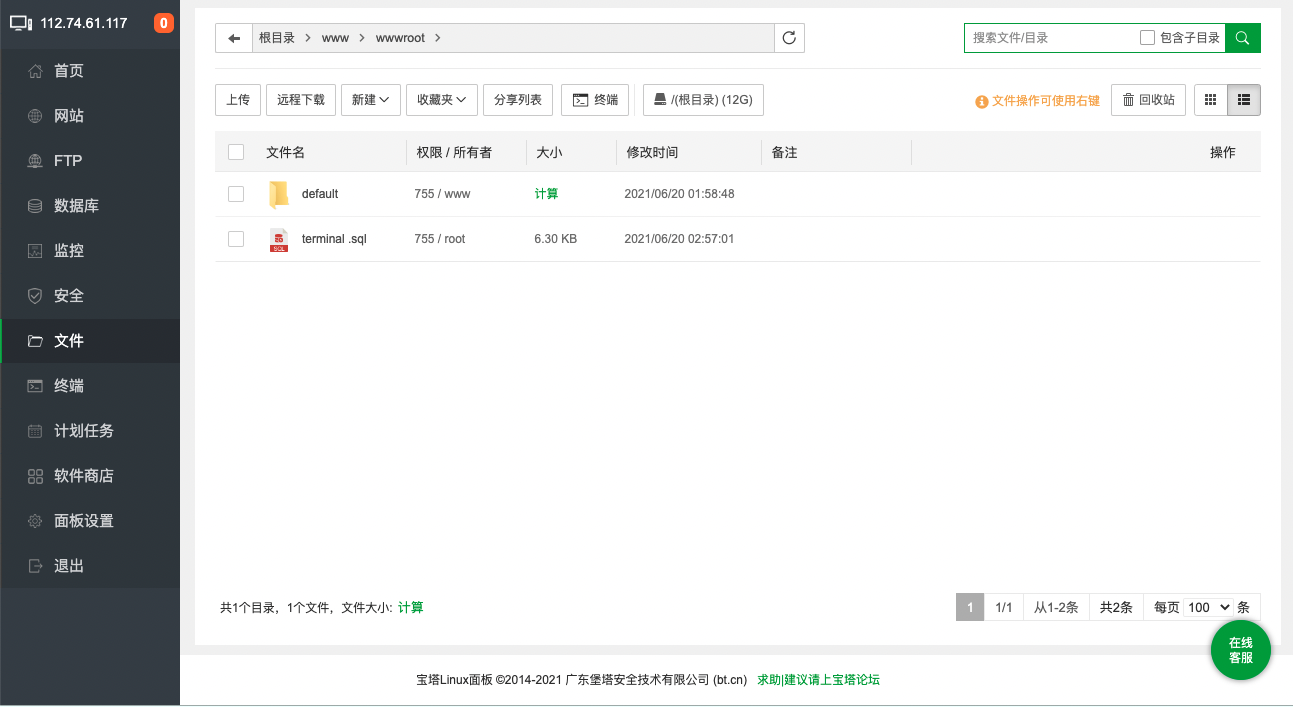 112.74.61.117 0
首页
网站
FTP
数据库
监控
安全
文件
终端
计划任务
软件商店
面板设置
退出
根目录 > www > wwwroot >
搜索文件/目录 包含子目录
上传 远程下载 新建 收藏夹 分享列表 终端 /(根目录) (12G) 文件操作可使用右键 回收站
文件名 权限 / 所有者 大小 修改时间 备注 操作
default 755 / www 计算 2021/06/20 01:58:48
SQL terminal .sql 755 / root 6.30 KB 2021/06/20 02:57:01
共1个目录，1个文件，文件大小: 计算 1 1/1 从1-2条 共2条 每页 100 条
在线
客服
宝塔Linux面板 ©2014-2021 广东堡塔安全技术有限公司 (bt.cn) 求助|建议请上宝塔论坛